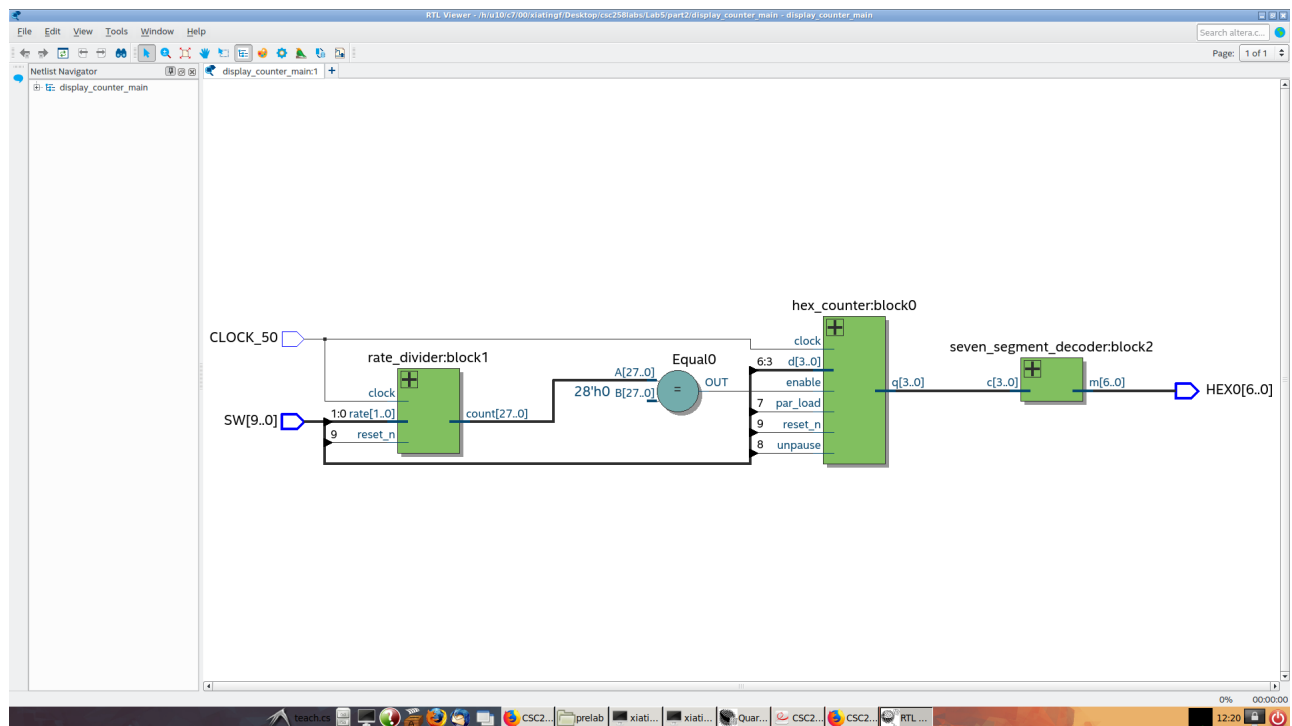 RTL Viewer - /h/u10/c7/00/xiatingf/Desktop/csc258labs/Lab5/part2/display_counter_main - display_counter_main
File Edit View Tools Window Help
Search altera.c...
Page: 1 of 1
Netlist Navigator
display_counter_main:1
display_counter_main
hex_counter:block0
CLOCK_50
clock
seven_segment_decoder:block2
rate_divider:block1
Equal0
6:3 d[3..0]
A[27..0]
OUT
enable
q[3..0]
c[3..0]
m[6..0]
HEX0[6..0]
clock
28'h0 B[27..0]
7 par_load
SW[9..0]
1:0 rate[1..0]
count[27..0]
9 reset_n
9 reset_n
8 unpause
0% 00:00:00
teach.cs CSC2... prelab xiati... xiati... Quar... CSC2... CSC2... RTL ... 12:20